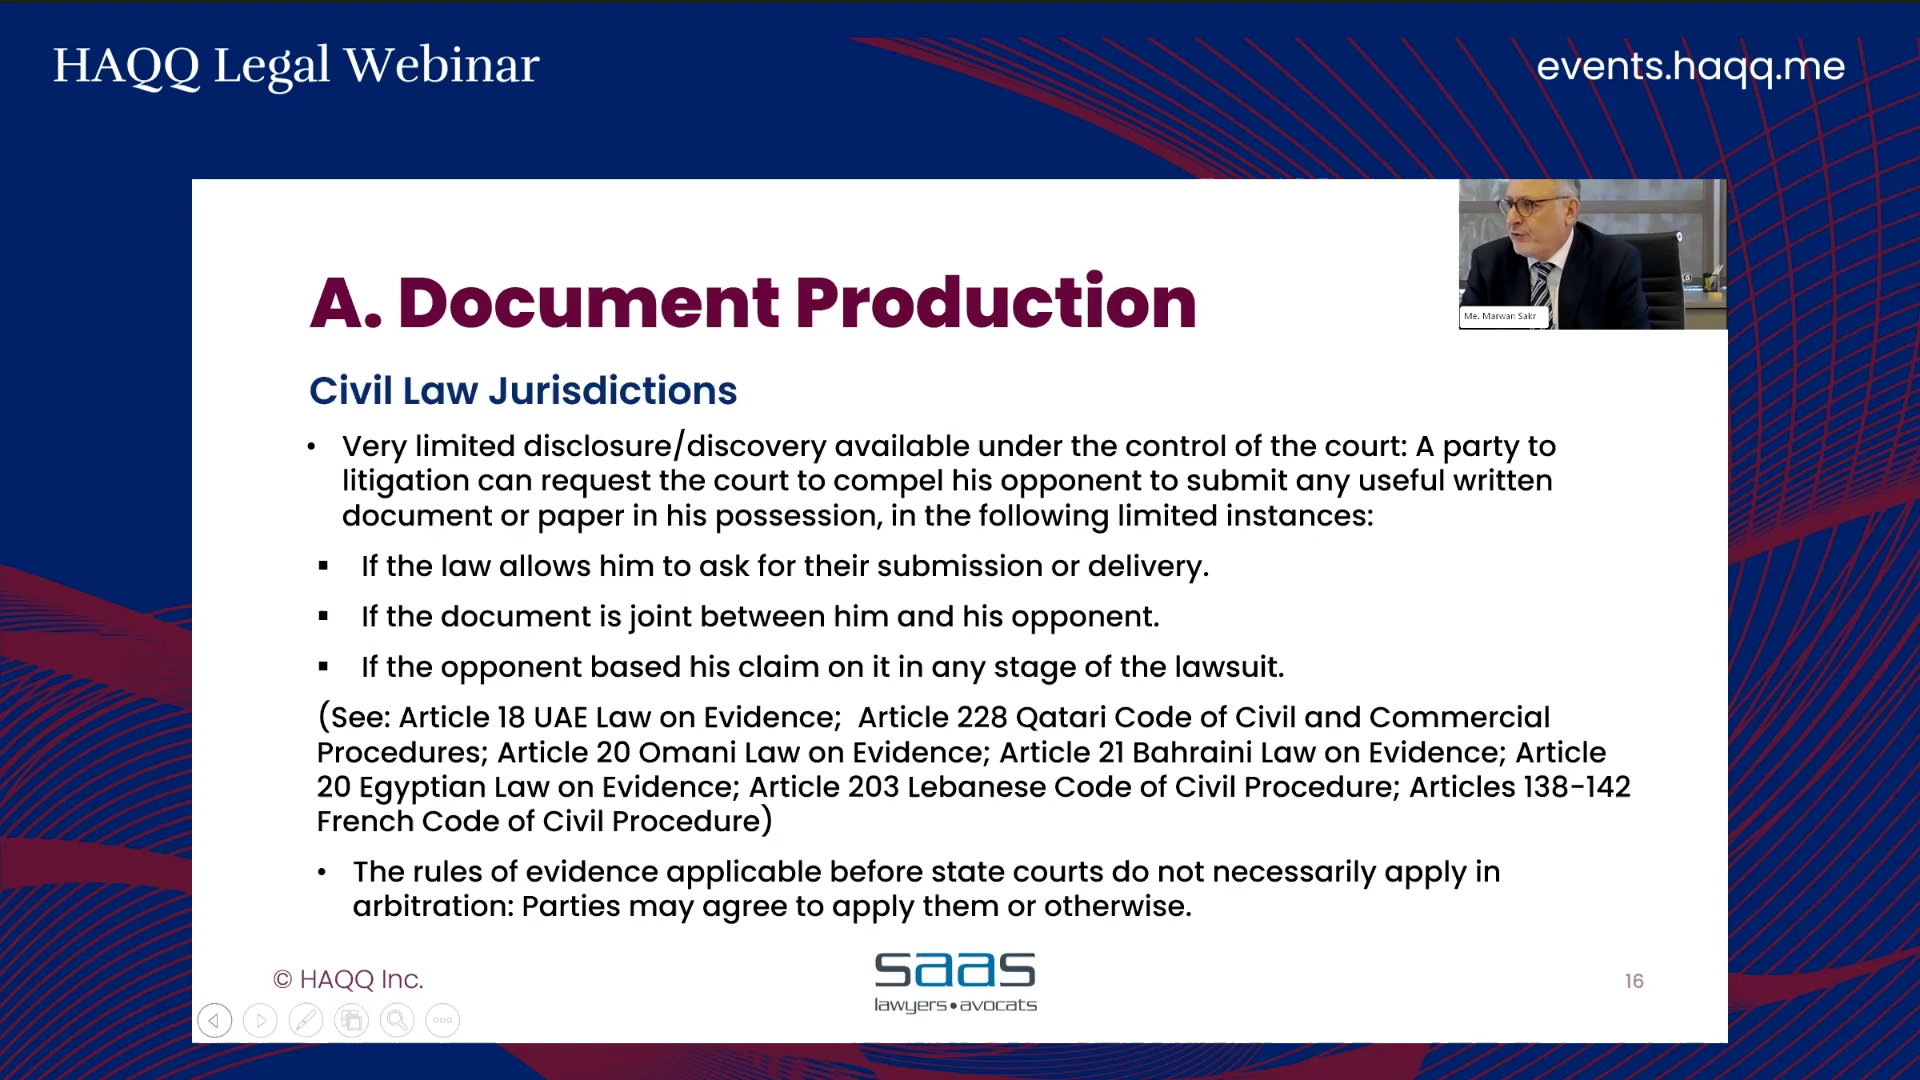 HAQQ Legal Webinar
events.haqq.me
Me. Marwan Sakr
A. Document Production
Civil Law Jurisdictions
• Very limited disclosure/discovery available under the control of the court: A party to
litigation can request the court to compel his opponent to submit any useful written
document or paper in his possession, in the following limited instances:
▪ If the law allows him to ask for their submission or delivery.
▪ If the document is joint between him and his opponent.
▪ If the opponent based his claim on it in any stage of the lawsuit.
(See: Article 18 UAE Law on Evidence;  Article 228 Qatari Code of Civil and Commercial
Procedures; Article 20 Omani Law on Evidence; Article 21 Bahraini Law on Evidence; Article
20 Egyptian Law on Evidence; Article 203 Lebanese Code of Civil Procedure; Articles 138-142
French Code of Civil Procedure)
• The rules of evidence applicable before state courts do not necessarily apply in
arbitration: Parties may agree to apply them or otherwise.
© HAQQ Inc.
saas
lawyers•avocats
16